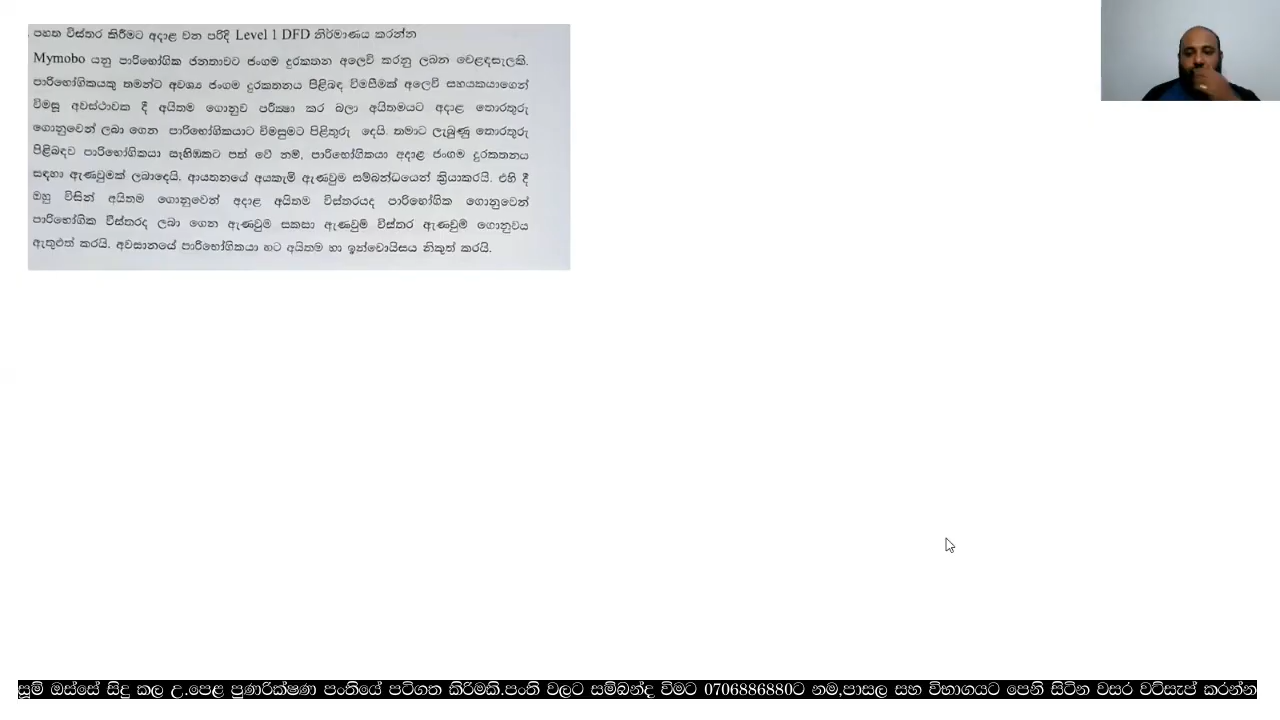 . පහත විස්තර කිරීමට අදාළ වන පරිදි Level 1 DFD නිර්මාණය කරන්න
Mymobo යනු පාරිභෝගික ජනතාවට ජංගම දුරකතන අලෙවි කරනු ලබන වෙළඳසැලකි.
පාරිභෝගිකයකු තමන්ට අවශ්‍ය ජංගම දුරකතනය පිළිබඳ විමසීමක් අලෙවි සහයකයාගෙන්
විමසූ අවස්ථාවක දී අයිතම ගොනුව පරීක්‍ෂා කර බලා අයිතමයට අදාළ තොරතුරු
ගොනුවෙන් ලබා ගෙන පාරිභෝගිකයාට විමසුමට පිළිතුරු දෙයි. තමාට ලැබුණු තොරතුරු
පිළිබඳව පාරිභෝගිකයා සෑහීමකට පත් වේ නම්, පාරිභෝගිකයා අදාළ ජංගම දුරකතනය
සඳහා ඇණවුමක් ලබාදෙයි. ආයතනයේ අයකැමි ඇණවුම සම්බන්ධයෙන් ක්‍රියාකරයි. එහි දී
ඔහු විසින් අයිතම ගොනුවෙන් අදාළ අයිතම විස්තරයද පාරිභෝගික ගොනුවෙන්
පාරිභෝගික විස්තරද ලබා ගෙන ඇණවුම සකසා ඇණවුම් විස්තර ඇණවුම් ගොනුවය
ඇතුළත් කරයි. අවසානයේ පාරිභෝගිකයා හට අයිතම හා ඉන්වොයිසය නිකුත් කරයි.
සූම් ඔස්සේ සිදු කල උ.පෙළ පුණරික්ෂණ පංතියේ පටිගත කිරිමකි.පංති වලට සම්බන්ද වීමට 0706886880ට නම,පාසල සහ විභාගයට පෙනී සිටින වසර වට්සැප් කරන්න